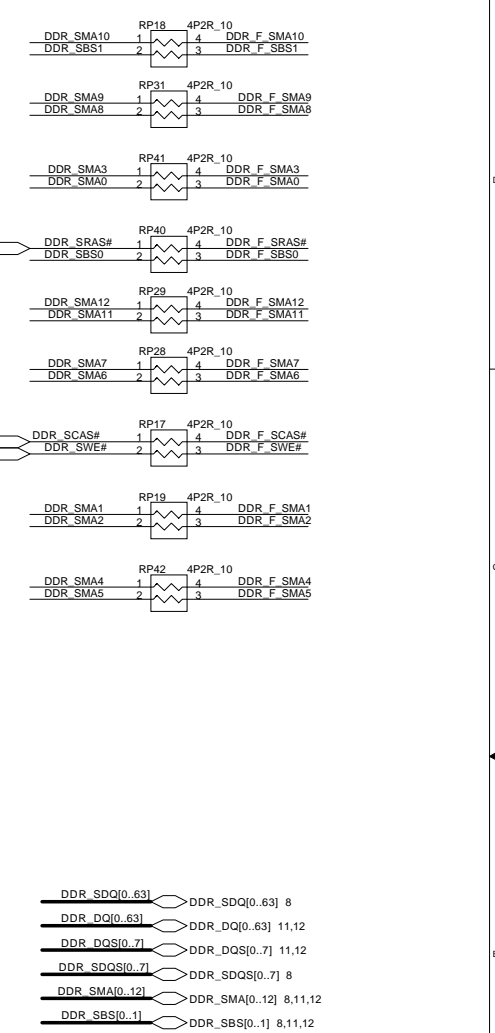 RP18 4P2R_10
DDR_SMA10 1 4 DDR_F_SMA10
DDR_SBS1 2 3 DDR_F_SBS1
RP31 4P2R_10
DDR_SMA9 1 4 DDR_F_SMA9
DDR_SMA8 2 3 DDR_F_SMA8
RP41 4P2R_10
DDR_SMA3 1 4 DDR_F_SMA3
DDR_SMA0 2 3 DDR_F_SMA0
RP40 4P2R_10
DDR_SRAS# 1 4 DDR_F_SRAS#
DDR_SBS0 2 3 DDR_F_SBS0
RP29 4P2R_10
DDR_SMA12 1 4 DDR_F_SMA12
DDR_SMA11 2 3 DDR_F_SMA11
RP28 4P2R_10
DDR_SMA7 1 4 DDR_F_SMA7
DDR_SMA6 2 3 DDR_F_SMA6
RP17 4P2R_10
DDR_SCAS# 1 4 DDR_F_SCAS#
DDR_SWE# 2 3 DDR_F_SWE#
RP19 4P2R_10
DDR_SMA1 1 4 DDR_F_SMA1
DDR_SMA2 2 3 DDR_F_SMA2
RP42 4P2R_10
DDR_SMA4 1 4 DDR_F_SMA4
DDR_SMA5 2 3 DDR_F_SMA5
DDR_SDQ[0..63] DDR_SDQ[0..63] 8
DDR_DQ[0..63] DDR_DQ[0..63] 11,12
DDR_DQS[0..7] DDR_DQS[0..7] 11,12
DDR_SDQS[0..7] DDR_SDQS[0..7] 8
DDR_SMA[0..12] DDR_SMA[0..12] 8,11,12
DDR_SBS[0..1] DDR_SBS[0..1] 8,11,12